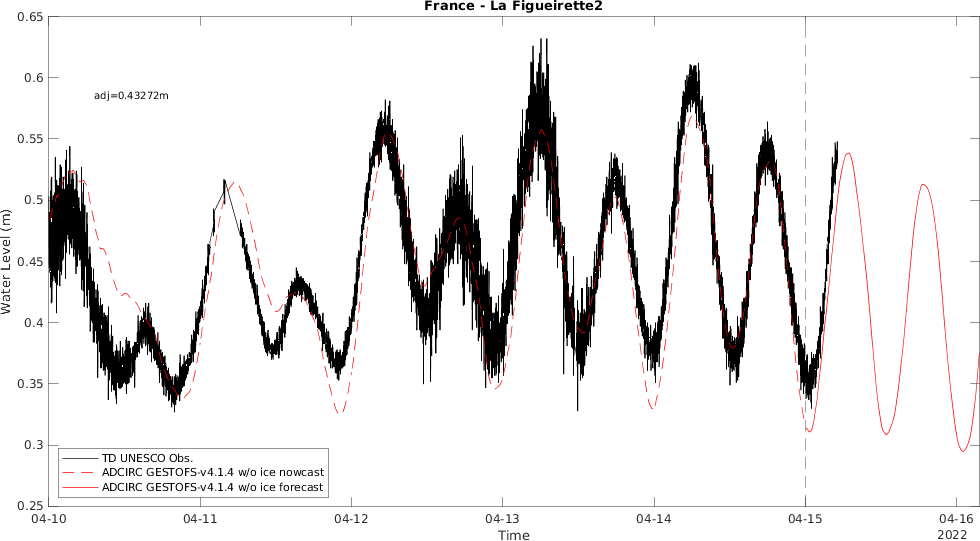 France - La Figueirette2
0.65
0.6
0.55
0.5
0.45
0.4
0.35
0.3
0.25
Water Level (m)
adj=0.43272m
TD UNESCO Obs.
ADCIRC GESTOFS-v4.1.4 w/o ice nowcast
ADCIRC GESTOFS-v4.1.4 w/o ice forecast
04-10 04-11 04-12 04-13 04-14 04-15 04-16
Time 2022